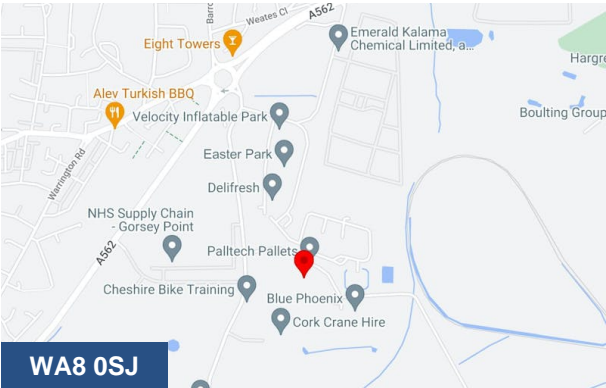 Weates Cl
A562
Barro
Eight Towers
Emerald Kalama
Chemical Limited, a...
Hargre
Alev Turkish BBQ
Velocity Inflatable Park
Boulting Group
Warrington Rd
Easter Park
Delifresh
NHS Supply Chain
- Gorsey Point
A562
Palltech Pallets
Cheshire Bike Training
Blue Phoenix
Cork Crane Hire
WA8 0SJ